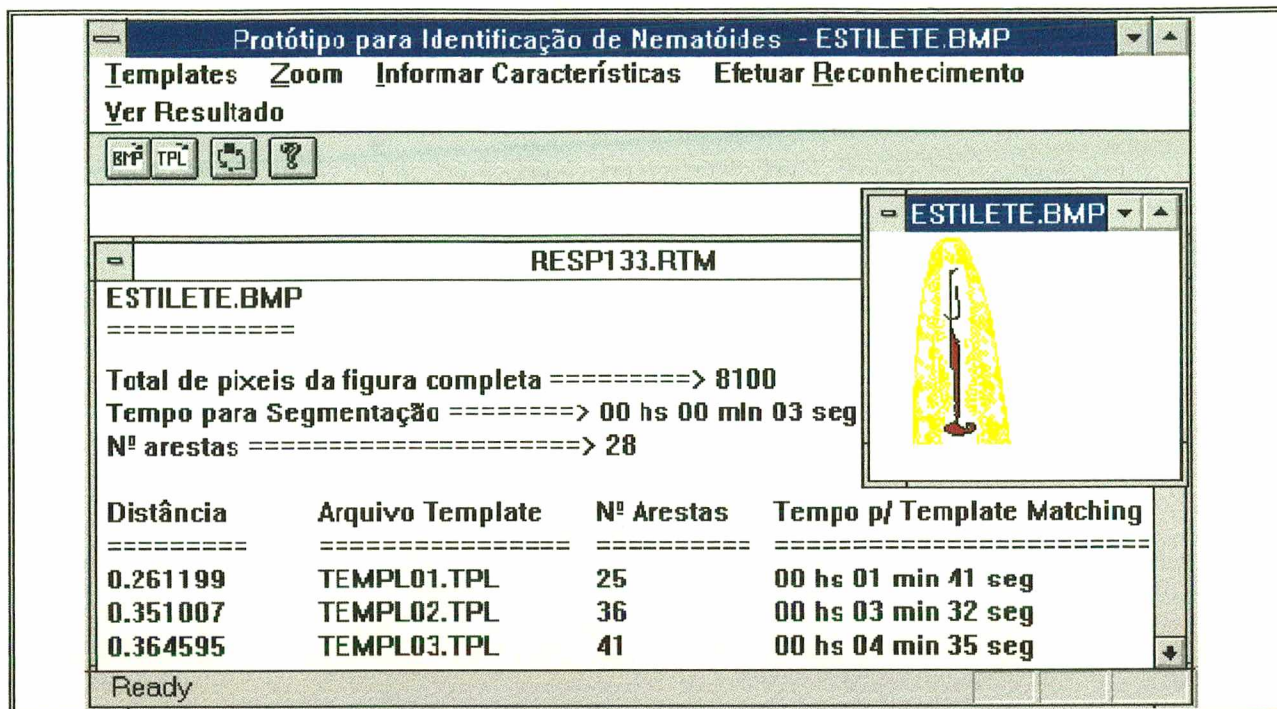 Protótipo para Identificação de Nematóides - ESTILETE.BMP
Templates Zoom Informar Características Efetuar Reconhecimento
Ver Resultado
BMP TPL ?
ESTILETE.BMP
RESP133.RTM
ESTILETE.BMP
============
Total de pixeis da figura completa =========> 8100
Tempo para Segmentação ========> 00 hs 00 min 03 seg
Nº arestas =====================> 28
Distância Arquivo Template Nº Arestas Tempo p/ Template Matching
========= ================ ========== ========================
0.261199 TEMPL01.TPL 25 00 hs 01 min 41 seg
0.351007 TEMPL02.TPL 36 00 hs 03 min 32 seg
0.364595 TEMPL03.TPL 41 00 hs 04 min 35 seg
Ready